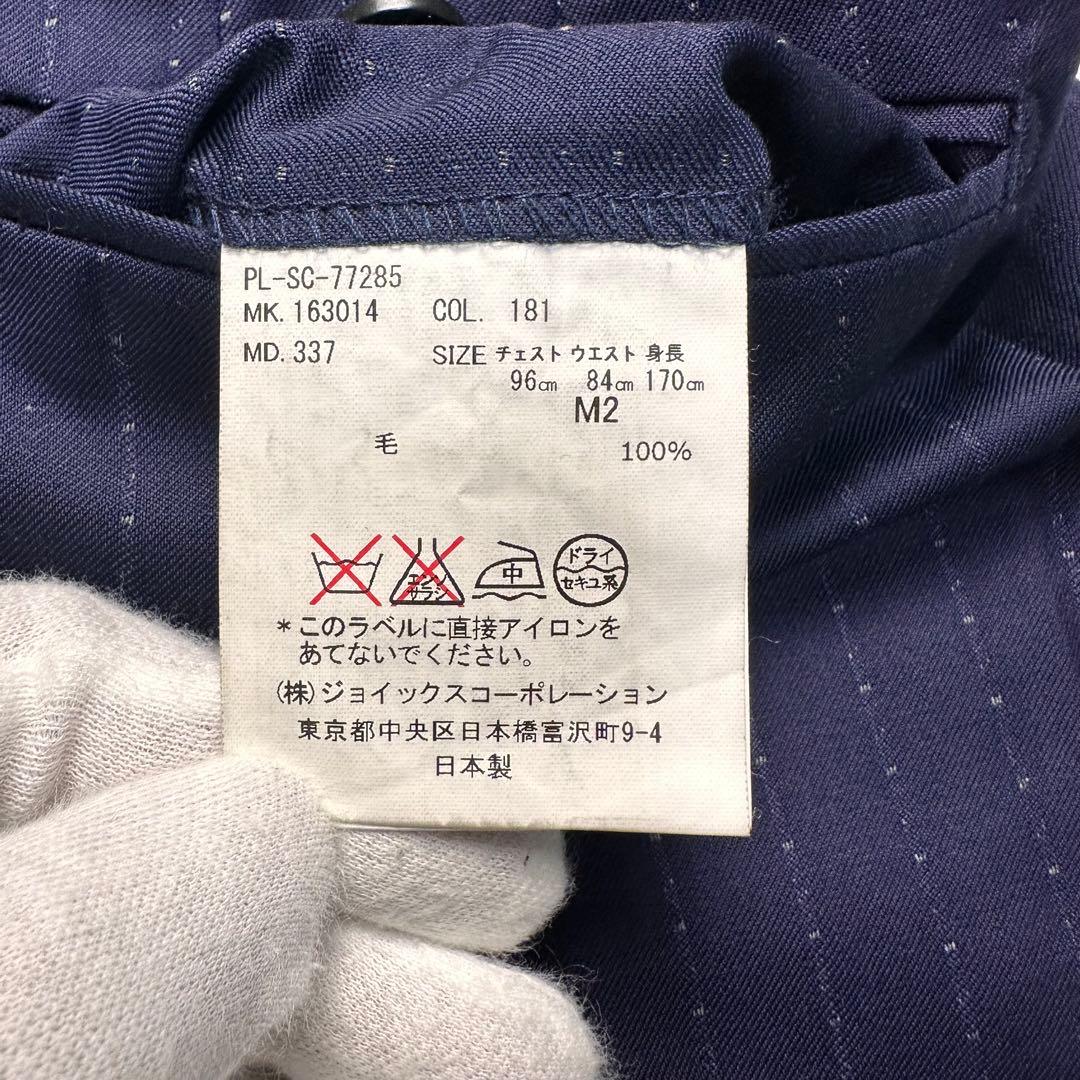 PL-SC-77285
MK. 163014 COL. 181
MD. 337 SIZE チェスト ウエスト 身長
96㎝ 84㎝ 170㎝
M2
毛 100%
エンソ サラシ 中 ドライ セキユ系
*このラベルに直接アイロンを
あてないでください。
(株)ジョイックスコーポレーション
東京都中央区日本橋富沢町9-4
日本製